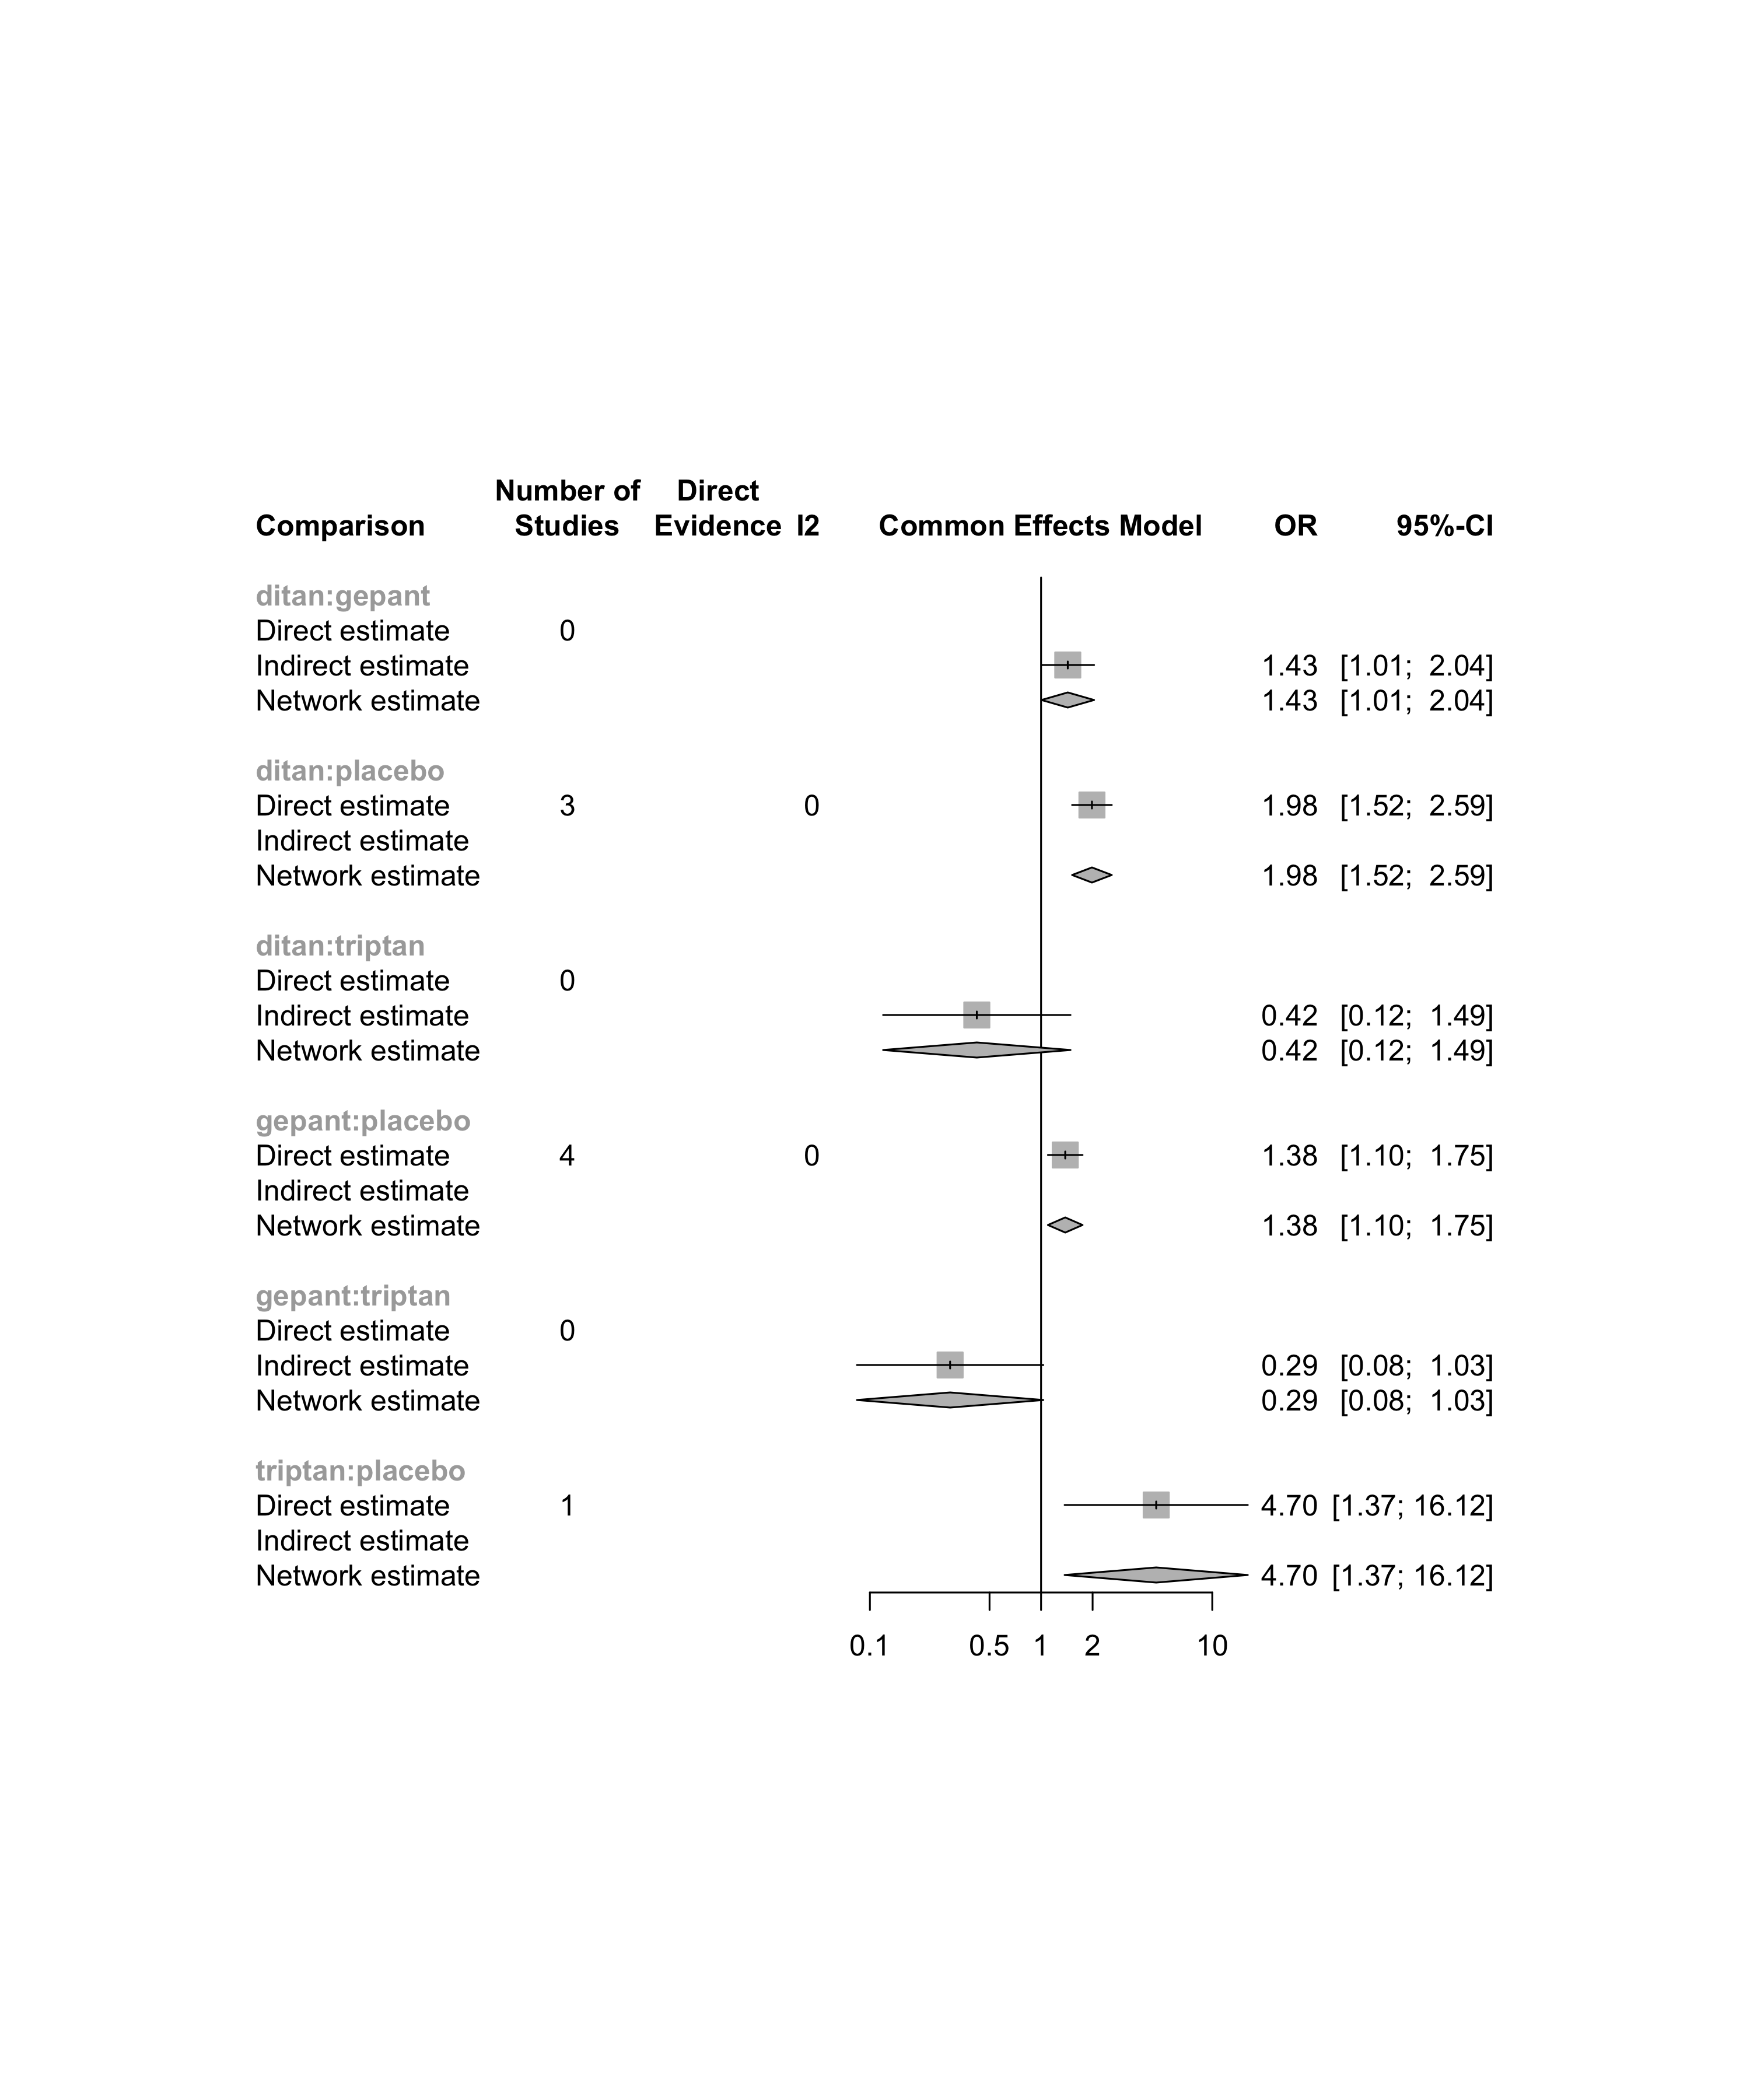 Number of Direct
Comparison Studies Evidence I2 Common Effects Model OR 95%-CI
ditan:gepant
Direct estimate 0
Indirect estimate 1.43 [1.01; 2.04]
Network estimate 1.43 [1.01; 2.04]
ditan:placebo
Direct estimate 3 0 1.98 [1.52; 2.59]
Indirect estimate
Network estimate 1.98 [1.52; 2.59]
ditan:triptan
Direct estimate 0
Indirect estimate 0.42 [0.12; 1.49]
Network estimate 0.42 [0.12; 1.49]
gepant:placebo
Direct estimate 4 0 1.38 [1.10; 1.75]
Indirect estimate
Network estimate 1.38 [1.10; 1.75]
gepant:triptan
Direct estimate 0
Indirect estimate 0.29 [0.08; 1.03]
Network estimate 0.29 [0.08; 1.03]
triptan:placebo
Direct estimate 1 4.70 [1.37; 16.12]
Indirect estimate
Network estimate 4.70 [1.37; 16.12]
0.1 0.5 1 2 10